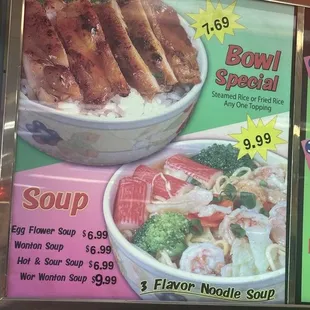 7.69
Bowl
Special
Steamed Rice or Fried Rice
Any One Topping
9.99
Soup
Egg Flower Soup $6.99
Wonton Soup $6.99
Hot & Sour Soup $6.99
Wor Wonton Soup $9.99
3 Flavor Noodle Soup